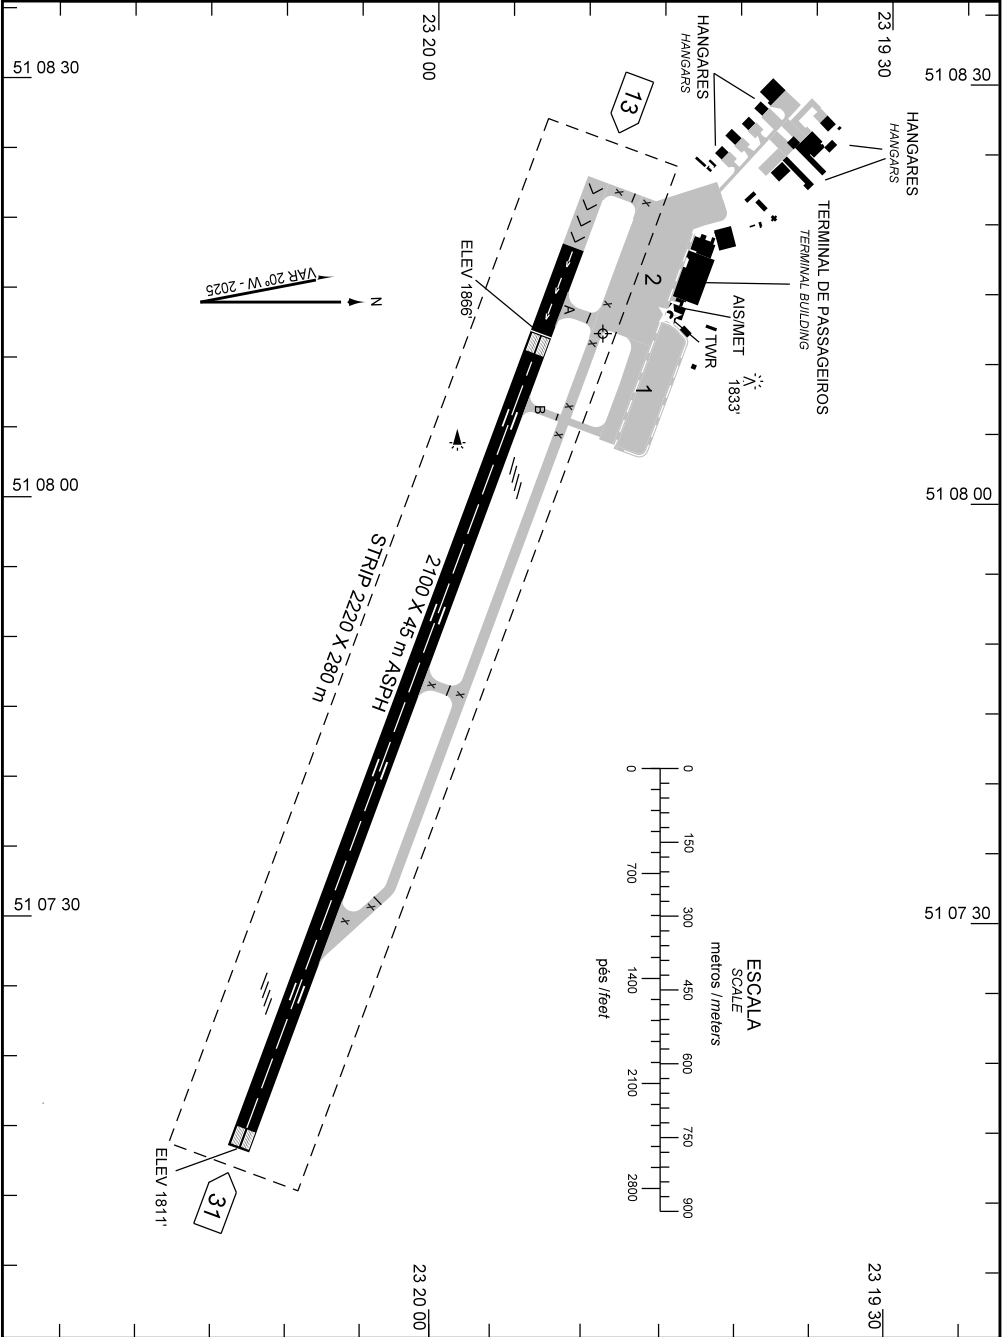 23 20 00
23 19 30
51 08 30
51 08 30
HANGARES
HANGARS
HANGARES
HANGARS
13
TERMINAL DE PASSAGEIROS
TERMINAL BUILDING
ELEV 1866'
VAR 20° W - 2025
N
2
A
AIS/MET
TWR
1833'
1
B
51 08 00
51 08 00
STRIP 2220 X 280 m
2100 X 45 m ASPH
51 07 30
51 07 30
ESCALA
SCALE
metros / meters
0 150 300 450 600 750 900
0 700 1400 2100 2800
pés / feet
ELEV 1811'
31
23 20 00
23 19 30